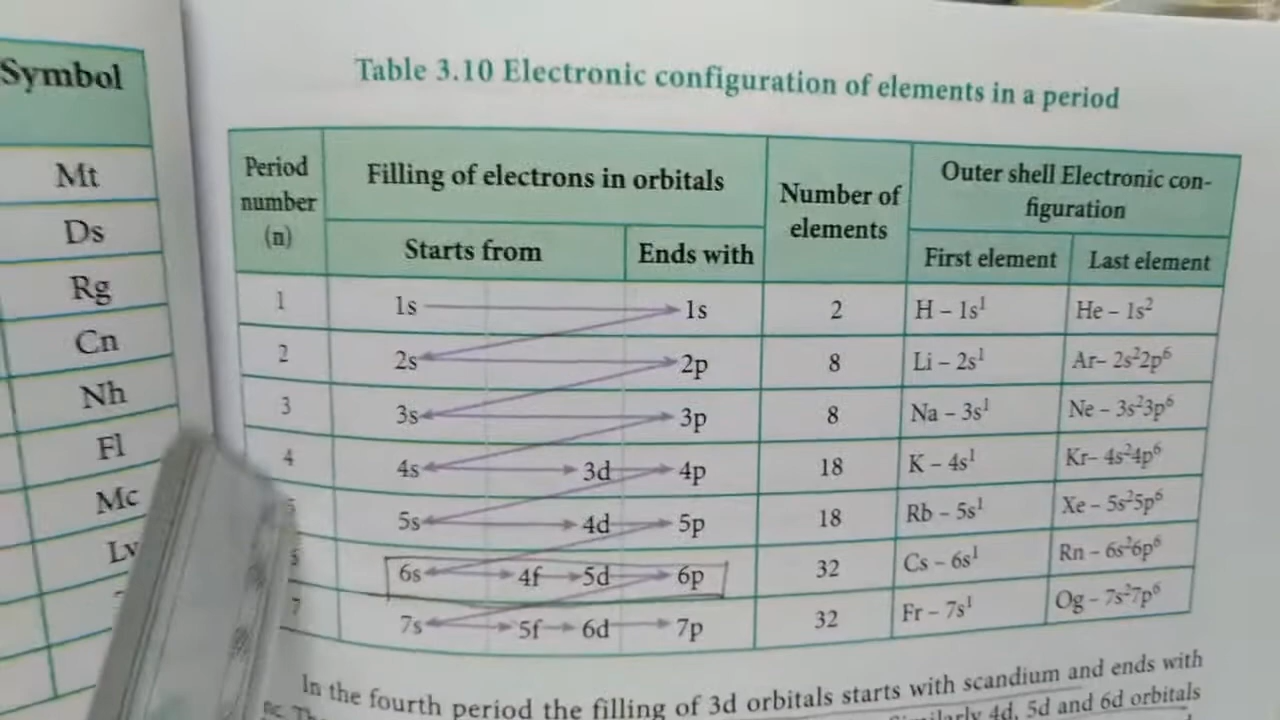 Symbol
Mt
Ds
Rg
Cn
Nh
Fl
Mc
Lv
Table 3.10 Electronic configuration of elements in a period
Period number (n)
Filling of electrons in orbitals
Number of elements
Outer shell Electronic con-
figuration
Starts from Ends with First element Last element
1 1s 1s 2 H – 1s¹ He – 1s²
2 2s 2p 8 Li – 2s¹ Ar– 2s²2p⁶
3 3s 3p 8 Na – 3s¹ Ne – 3s²3p⁶
4 4s 3d 4p 18 K – 4s¹ Kr– 4s²4p⁶
5 5s 4d 5p 18 Rb – 5s¹ Xe – 5s²5p⁶
6s 4f 5d 6p 32 Cs – 6s¹ Rn – 6s²6p⁶
7 7s 5f 6d 7p 32 Fr – 7s¹ Og – 7s²7p⁶
In the fourth period the filling of 3d orbitals starts with scandium and ends with
4d, 5d and 6d orbitals